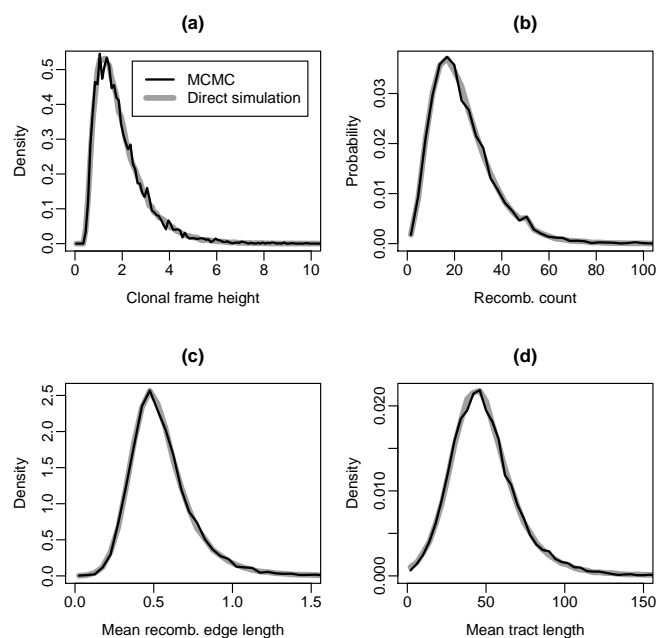 (a)
Density
0.0 0.1 0.2 0.3 0.4 0.5
MCMC
Direct simulation
0 2 4 6 8 10
Clonal frame height
(b)
Probability
0.00 0.01 0.02 0.03
0 20 40 60 80 100
Recomb. count
(c)
Density
0.0 0.5 1.0 1.5 2.0 2.5
0.0 0.5 1.0 1.5
Mean recomb. edge length
(d)
Density
0.000 0.010 0.020
0 50 100 150
Mean tract length